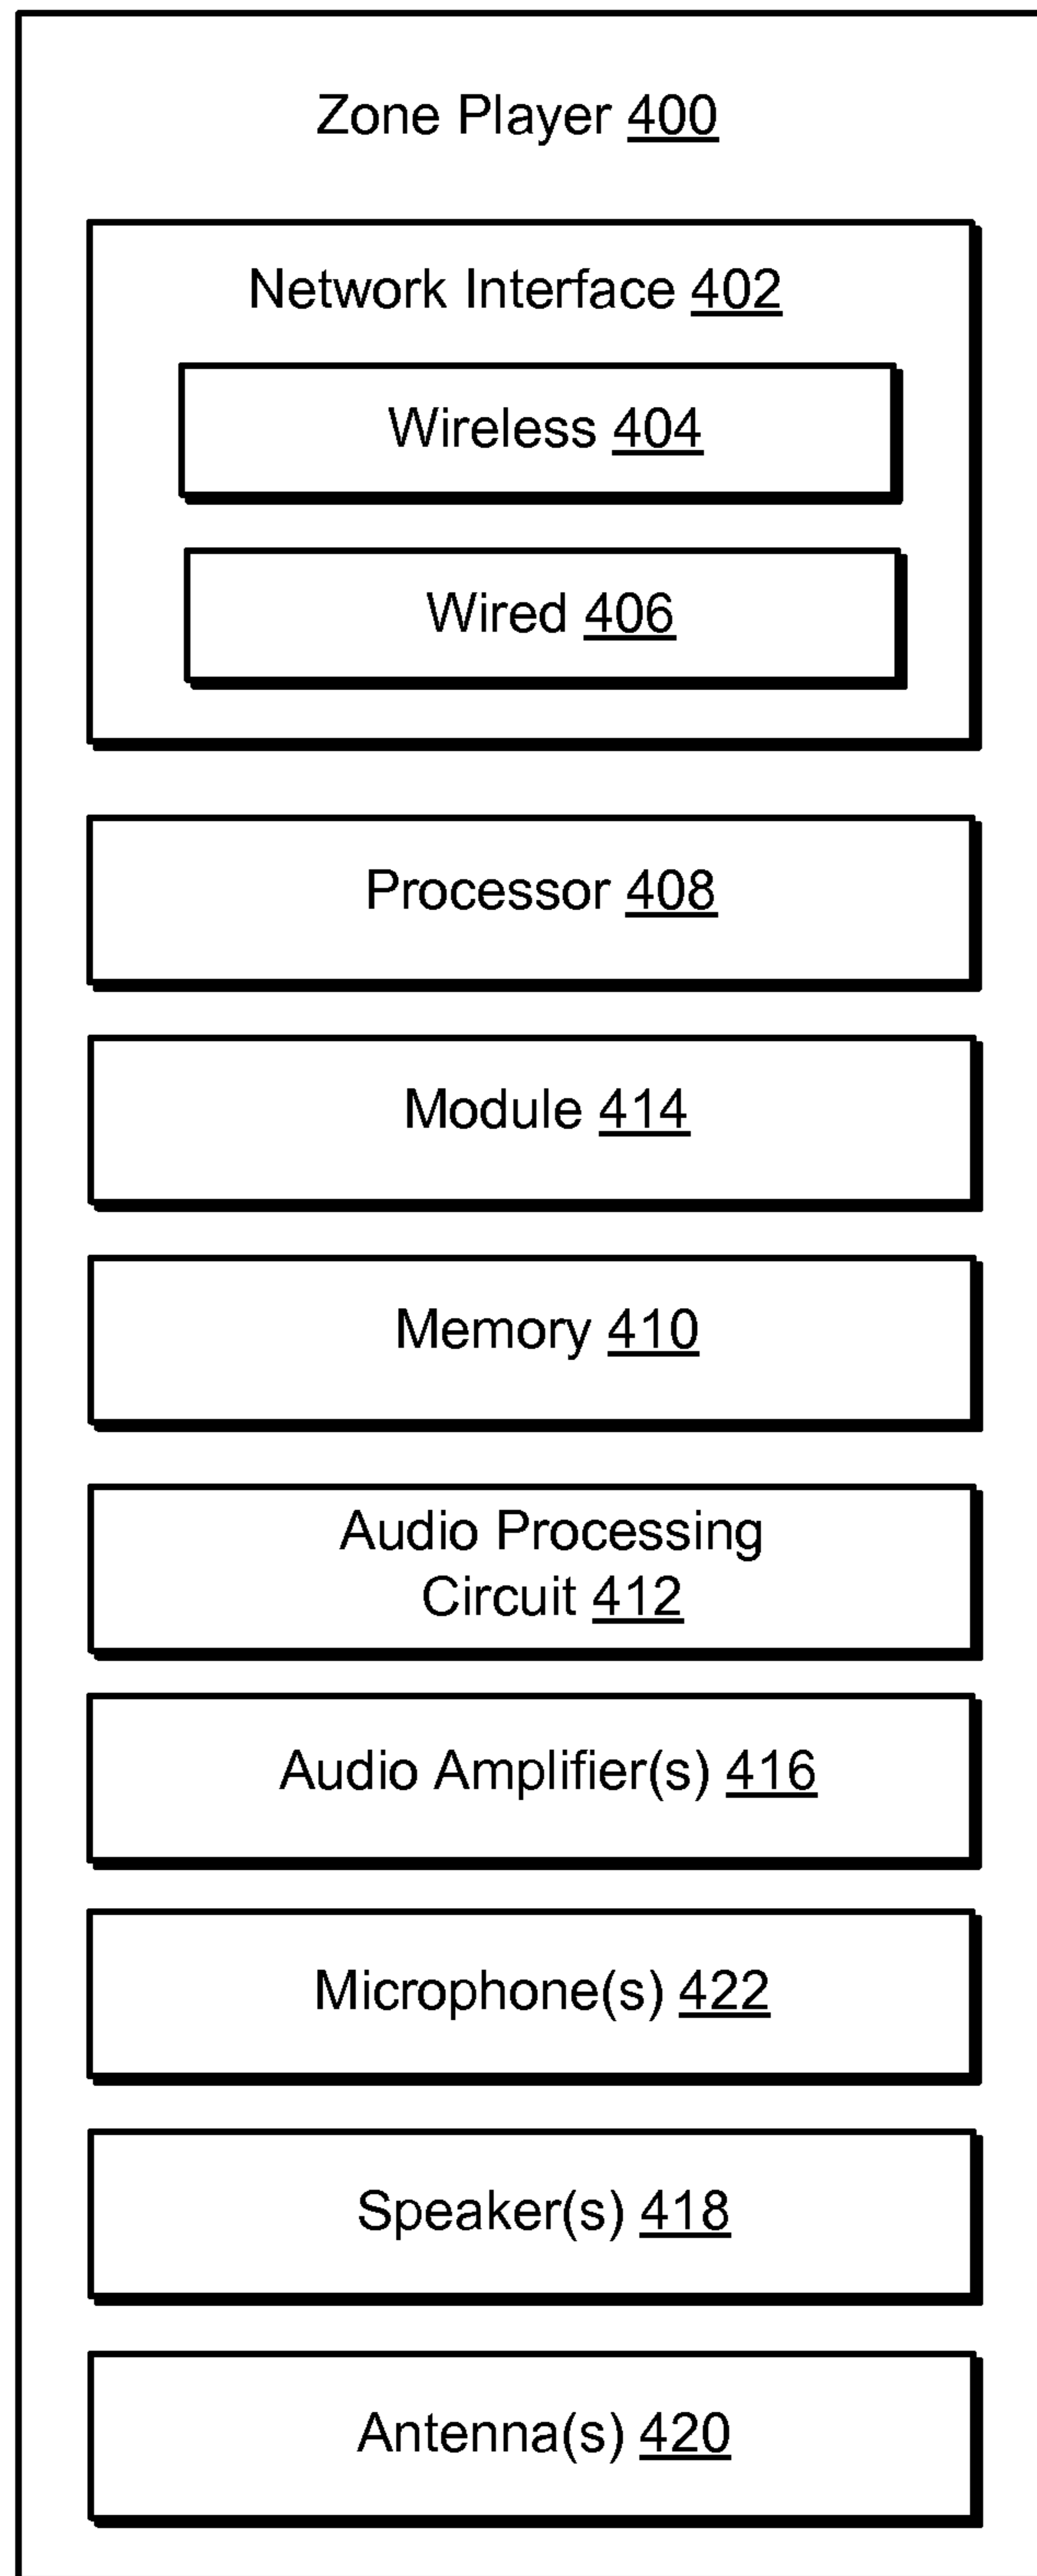 Zone Player 400
Network Interface 402
Wireless 404
Wired 406
Processor 408
Module 414
Memory 410
Audio Processing
Circuit 412
Audio Amplifier(s) 416
Microphone(s) 422
Speaker(s) 418
Antenna(s) 420